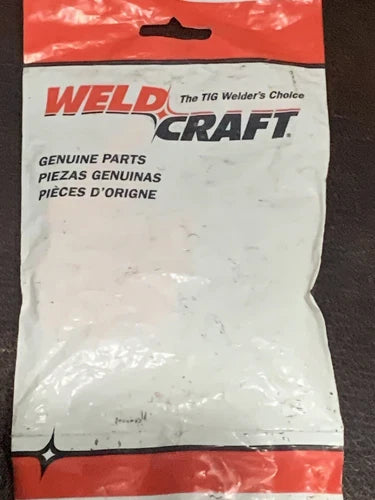 WELD CRAFT®
The TIG Welder's Choice
GENUINE PARTS
PIEZAS GENUINAS
PIÈCES D'ORIGNE